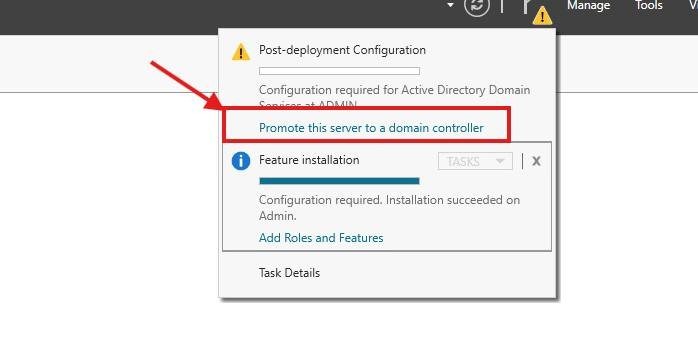 Manage Tools
Post-deployment Configuration
Configuration required for Active Directory Domain
Services at ADMIN
Promote this server to a domain controller
Feature installation TASKS X
Configuration required. Installation succeeded on
Admin.
Add Roles and Features
Task Details